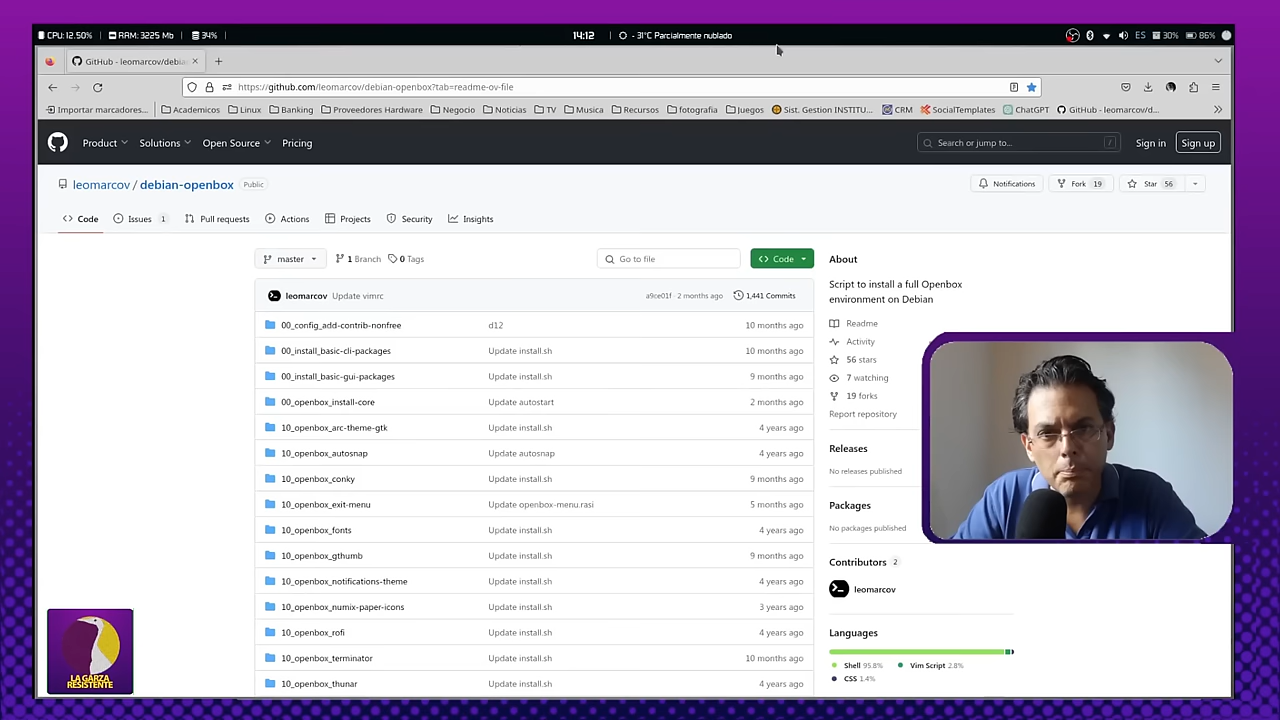 CPU: 12.50% | RAM: 3225 Mb | 34% | 14:12 | - 31°C Parcialmente nublado ES 30% 86%
GitHub - leomarcov/debia
https://github.com/leomarcov/debian-openbox?tab=readme-ov-file
Importar marcadores... Academicos Linux Banking Proveedores Hardware Negocio Noticias TV Musica Recursos fotografia Juegos Sist. Gestion INSTITU... CRM SocialTemplates ChatGPT GitHub - leomarcov/d...
Product Solutions Open Source Pricing Search or jump to... / Sign in Sign up
leomarcov / debian-openbox Public Notifications Fork 19 Star 56
Code Issues 1 Pull requests Actions Projects Security Insights
master 1 Branch 0 Tags Go to file Code
leomarcov Update vimrc a9ce01f · 2 months ago 1,441 Commits
00_config_add-contrib-nonfree d12 10 months ago
00_install_basic-cli-packages Update install.sh 10 months ago
00_install_basic-gui-packages Update install.sh 9 months ago
00_openbox_install-core Update autostart 2 months ago
10_openbox_arc-theme-gtk Update install.sh 4 years ago
10_openbox_autosnap Update autosnap 4 years ago
10_openbox_conky Update install.sh 9 months ago
10_openbox_exit-menu Update openbox-menu.rasi 5 months ago
10_openbox_fonts Update install.sh 4 years ago
10_openbox_gthumb Update install.sh 9 months ago
10_openbox_notifications-theme Update install.sh 4 years ago
10_openbox_numix-paper-icons Update install.sh 3 years ago
10_openbox_rofi Update install.sh 4 years ago
10_openbox_terminator Update install.sh 10 months ago
10_openbox_thunar Update install.sh 4 years ago
About
Script to install a full Openbox
environment on Debian
Readme
Activity
56 stars
7 watching
19 forks
Report repository
Releases
No releases published
Packages
No packages published
Contributors 2
leomarcov
Languages
Shell 95.8% Vim Script 2.8%
CSS 1.4%
LA GARZA
RESISTENTE